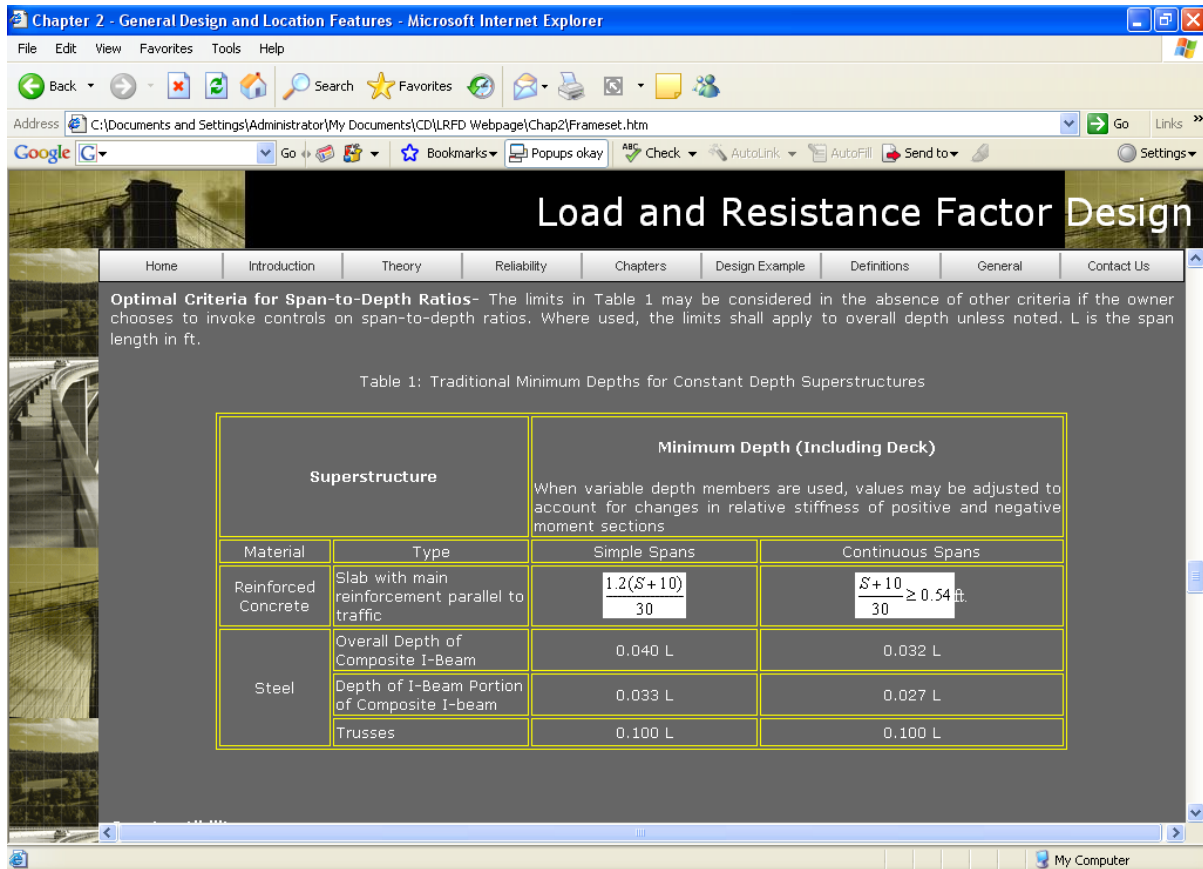 Chapter 2 - General Design and Location Features - Microsoft Internet Explorer
File Edit View Favorites Tools Help
Back Search Favorites
Address C:\Documents and Settings\Administrator\My Documents\CD\LRFD Webpage\Chap2\Frameset.htm Go Links »
Google G Go Bookmarks Popups okay ABC Check AutoLink AutoFill Send to Settings
Load and Resistance Factor Design
Home Introduction Theory Reliability Chapters Design Example Definitions General Contact Us
Optimal Criteria for Span-to-Depth Ratios- The limits in Table 1 may be considered in the absence of other criteria if the owner
chooses to invoke controls on span-to-depth ratios. Where used, the limits shall apply to overall depth unless noted. L is the span
length in ft.
Table 1: Traditional Minimum Depths for Constant Depth Superstructures
Superstructure
Minimum Depth (Including Deck)
When variable depth members are used, values may be adjusted to
account for changes in relative stiffness of positive and negative
moment sections
Material Type Simple Spans Continuous Spans
Reinforced
Concrete
Slab with main
reinforcement parallel to
traffic
1.2(S+10)
30
S+10
30
≥ 0.54 ft.
Steel
Overall Depth of
Composite I-Beam
0.040 L 0.032 L
Depth of I-Beam Portion
of Composite I-beam
0.033 L 0.027 L
Trusses 0.100 L 0.100 L
My Computer